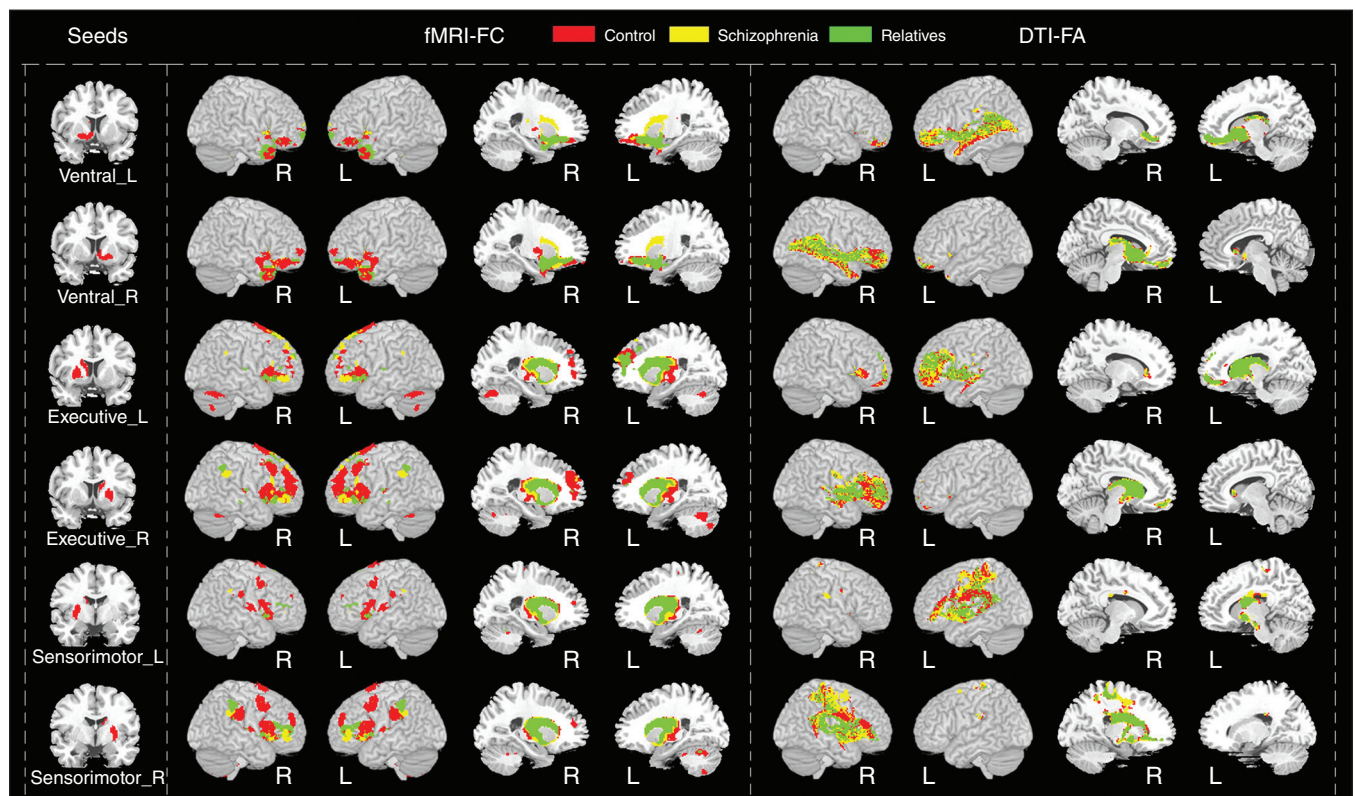 Seeds fMRI-FC Control Schizophrenia Relatives DTI-FA
R L R L R L R L
Ventral_L
R L R L R L R L
Ventral_R
R L R L R L R L
Executive_L
R L R L R L R L
Executive_R
R L R L R L R L
Sensorimotor_L
R L R L R L R L
Sensorimotor_R